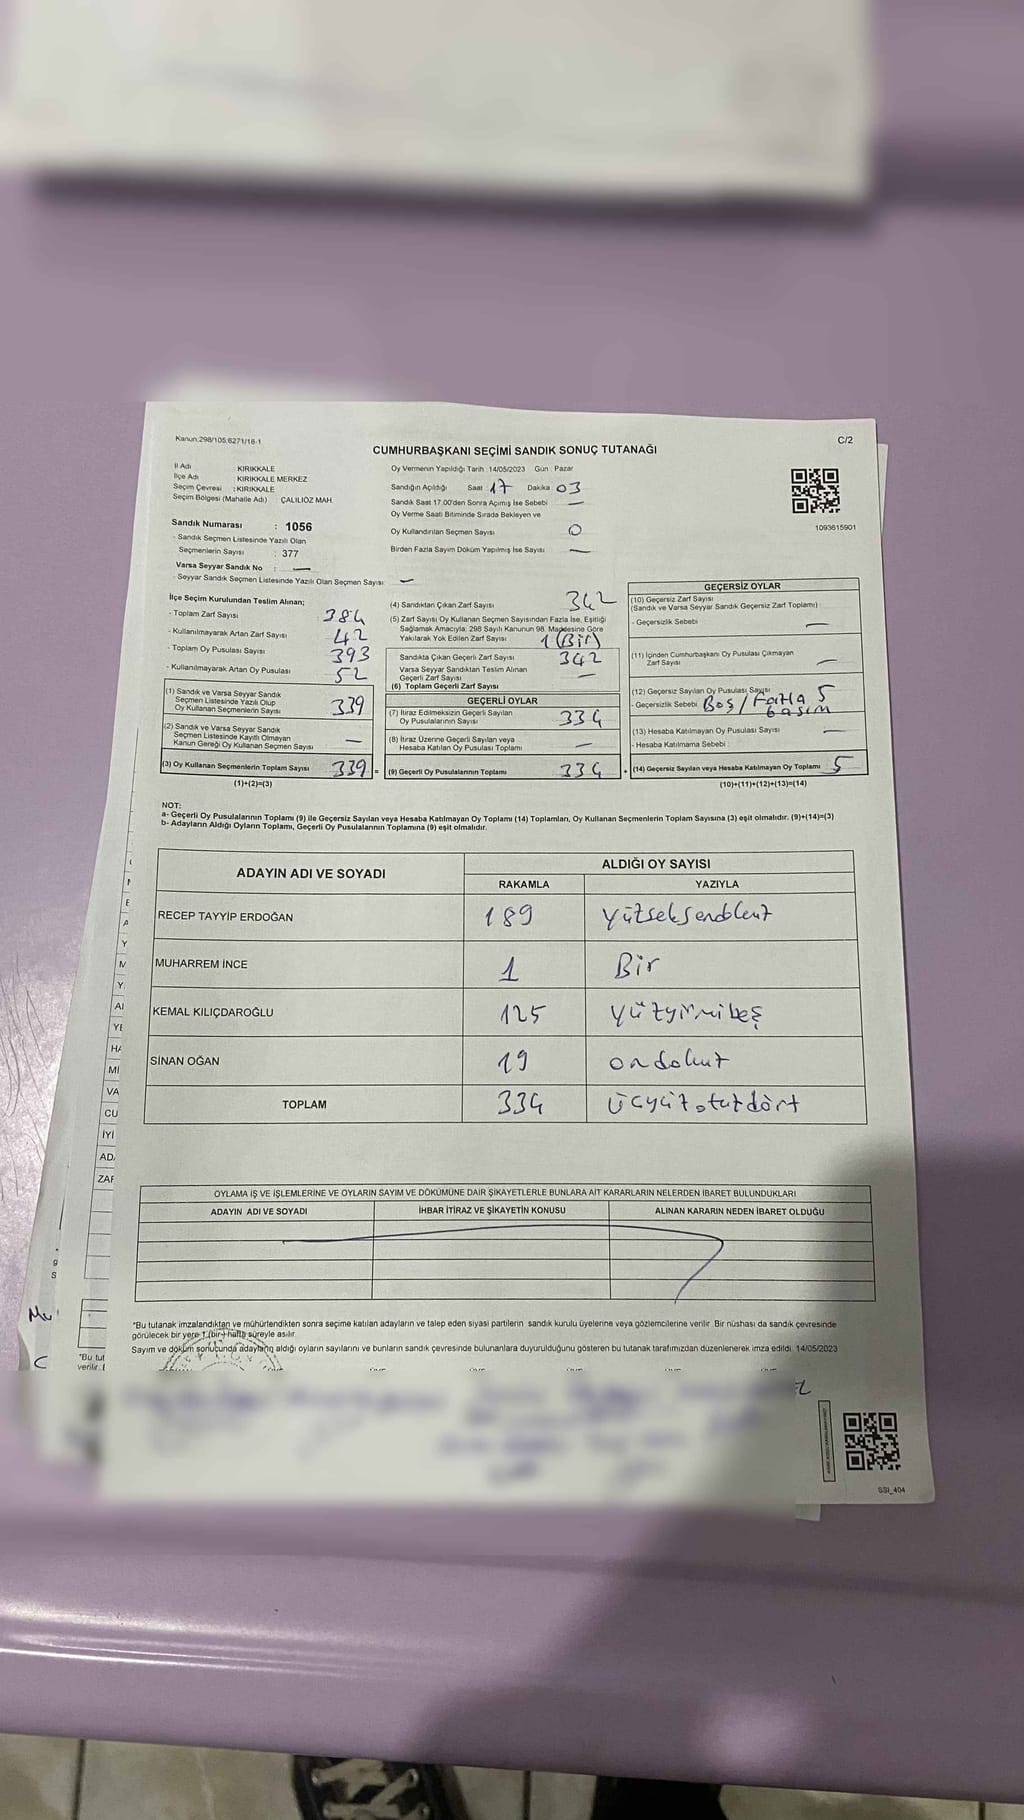 Kanun:298/105,6271/16-1
C/2
CUMHURBAŞKANI SEÇİMİ SANDIK SONUÇ TUTANAĞI
İl Adı : KIRIKKALE
İlçe Adı : KIRIKKALE MERKEZ
Seçim Çevresi : KIRIKKALE
Seçim Bölgesi (Mahalle Adı) : ÇALILIÖZ MAH.
Sandık Numarası : 1056
- Sandık Seçmen Listesinde Yazılı Olan
Seçmenlerin Sayısı : 377
Varsa Seyyar Sandık No : —
- Seyyar Sandık Seçmen Listesinde Yazılı Olan Seçmen Sayısı : —
Oy Vermenin Yapıldığı Tarih : 14/05/2023 Gün : Pazar
Sandığın Açıldığı Saat 17 Dakika 03
Sandık Saat 17.00'den Sonra Açımış İse Sebebi —
Oy Verme Saati Bitiminde Sırada Bekleyen ve
Oy Kullandırılan Seçmen Sayısı 0
Birden Fazla Sayım Döküm Yapılmış İse Sayısı —
1093615901
İlçe Seçim Kurulundan Teslim Alınan;
- Toplam Zarf Sayısı 384
- Kullanılmayarak Artan Zarf Sayısı 42
- Toplam Oy Pusulası Sayısı 393
- Kullanılmayarak Artan Oy Pusulası 52
(1) Sandık ve Varsa Seyyar Sandık
Seçmen Listesinde Yazılı Olup
Oy Kullanan Seçmenlerin Sayısı 339
(2) Sandık ve Varsa Seyyar Sandık
Seçmen Listesinde Kayıtlı Olmayan
Kanun Gereği Oy Kullanan Seçmen Sayısı —
(3) Oy Kullanan Seçmenlerin Toplam Sayısı 339 =
(1)+(2)=(3)
(4) Sandıktan Çıkan Zarf Sayısı 342
(5) Zarf Sayısı Oy Kullanan Seçmen Sayısından Fazla İse, Eşitliği
Sağlamak Amacıyla; 298 Sayılı Kanunun 98. Maddesine Göre
Yakılarak Yok Edilen Zarf Sayısı 1 (Bir)
Sandıkta Çıkan Geçerli Zarf Sayısı 342
Varsa Seyyar Sandıktan Teslim Alınan
Geçerli Zarf Sayısı —
(6) Toplam Geçerli Zarf Sayısı
GEÇERLİ OYLAR
(7) İtiraz Edilmeksizin Geçerli Sayılan
Oy Pusulalarının Sayısı 334
(8) İtiraz Üzerine Geçerli Sayılan veya
Hesaba Katılan Oy Pusulası Toplamı —
(9) Geçerli Oy Pusulalarının Toplamı 334 +
GEÇERSİZ OYLAR
(10) Geçersiz Zarf Sayısı
(Sandık ve Varsa Seyyar Sandık Geçersiz Zarf Toplamı)
- Geçersizlik Sebebi : —
(11) İçinden Cumhurbaşkanı Oy Pusulası Çıkmayan
Zarf Sayısı —
(12) Geçersiz Sayılan Oy Pusulası Sayısı 5
- Geçersizlik Sebebi Boş / Fazla
basım
(13) Hesaba Katılmayan Oy Pusulası Sayısı —
- Hesaba Katılmama Sebebi :
(14) Geçersiz Sayılan veya Hesaba Katılmayan Oy Toplamı 5
(10)+(11)+(12)+(13)=(14)
NOT:
a- Geçerli Oy Pusulalarının Toplamı (9) ile Geçersiz Sayılan veya Hesaba Katılmayan Oy Toplamı (14) Toplamları, Oy Kullanan Seçmenlerin Toplam Sayısına (3) eşit olmalıdır. (9)+(14)=(3)
b- Adayların Aldığı Oyların Toplamı, Geçerli Oy Pusulalarının Toplamına (9) eşit olmalıdır.
ADAYIN ADI VE SOYADI
ALDIĞI OY SAYISI
RAKAMLA YAZIYLA
RECEP TAYYİP ERDOĞAN 189 Yüzseksendokuz
MUHARREM İNCE 1 Bir
KEMAL KILIÇDAROĞLU 125 Yüzyirmibeş
SİNAN OĞAN 19 ondokuz
TOPLAM 334 üçyüzotuzdört
OYLAMA İŞ VE İŞLEMLERİNE VE OYLARIN SAYIM VE DÖKÜMÜNE DAİR ŞİKAYETLERLE BUNLARA AİT KARARLARIN NELERDEN İBARET BULUNDUKLARI
ADAYIN ADI VE SOYADI İHBAR İTİRAZ VE ŞİKAYETİN KONUSU ALINAN KARARIN NEDEN İBARET OLDUĞU
*Bu tutanak imzalandıktan ve mühürlendikten sonra seçime katılan adayların ve talep eden siyasi partilerin sandık kurulu üyelerine veya gözlemcilerine verilir. Bir nüshası da sandık çevresinde
görülecek bir yere 1 (bir) hafta süreyle asılır.
Sayım ve döküm sonucunda adayların aldığı oyların sayılarını ve bunların sandık çevresinde bulunanlara duyurulduğunu gösteren bu tutanak tarafımızdan düzenlenerek imza edildi. 14/05/2023
SSI_404